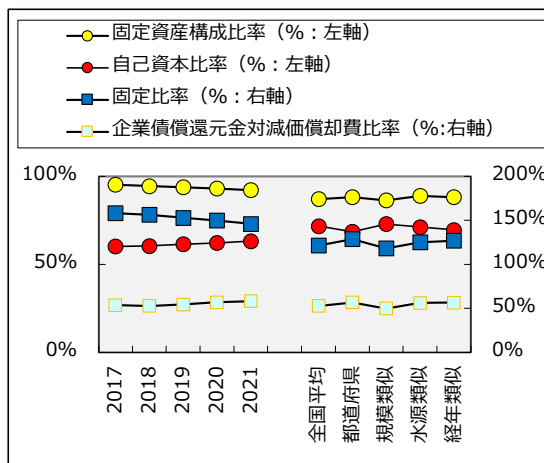 固定資産構成比率（%：左軸）
自己資本比率（%：左軸）
固定比率（%：右軸）
企業債償還元金対減価償却費比率（%:右軸）
100%
50%
0%
200%
150%
100%
50%
0%
2017
2018
2019
2020
2021
全国平均
都道府県
規模類似
水源類似
経年類似